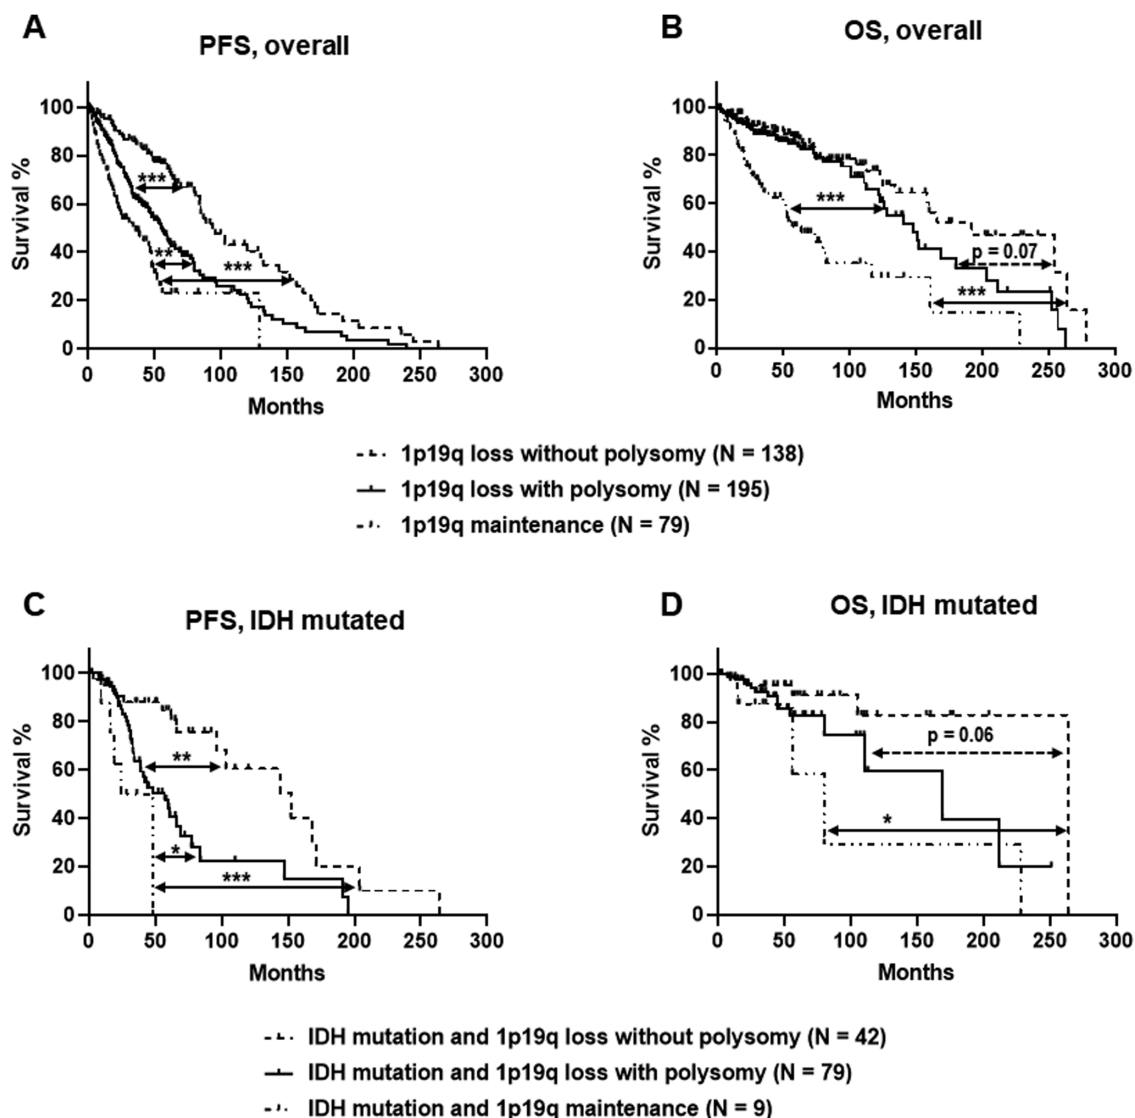 A
PFS, overall
Survival %
100
80
60
40
20
0
***
**
***
0 50 100 150 200 250 300
Months
B
OS, overall
Survival %
100
80
60
40
20
0
***
p = 0.07
***
0 50 100 150 200 250 300
Months
1p19q loss without polysomy (N = 138)
1p19q loss with polysomy (N = 195)
1p19q maintenance (N = 79)
C
PFS, IDH mutated
Survival %
100
80
60
40
20
0
**
*
***
0 50 100 150 200 250 300
Months
D
OS, IDH mutated
Survival %
100
80
60
40
20
0
p = 0.06
*
0 50 100 150 200 250 300
Months
IDH mutation and 1p19q loss without polysomy (N = 42)
IDH mutation and 1p19q loss with polysomy (N = 79)
IDH mutation and 1p19q maintenance (N = 9)